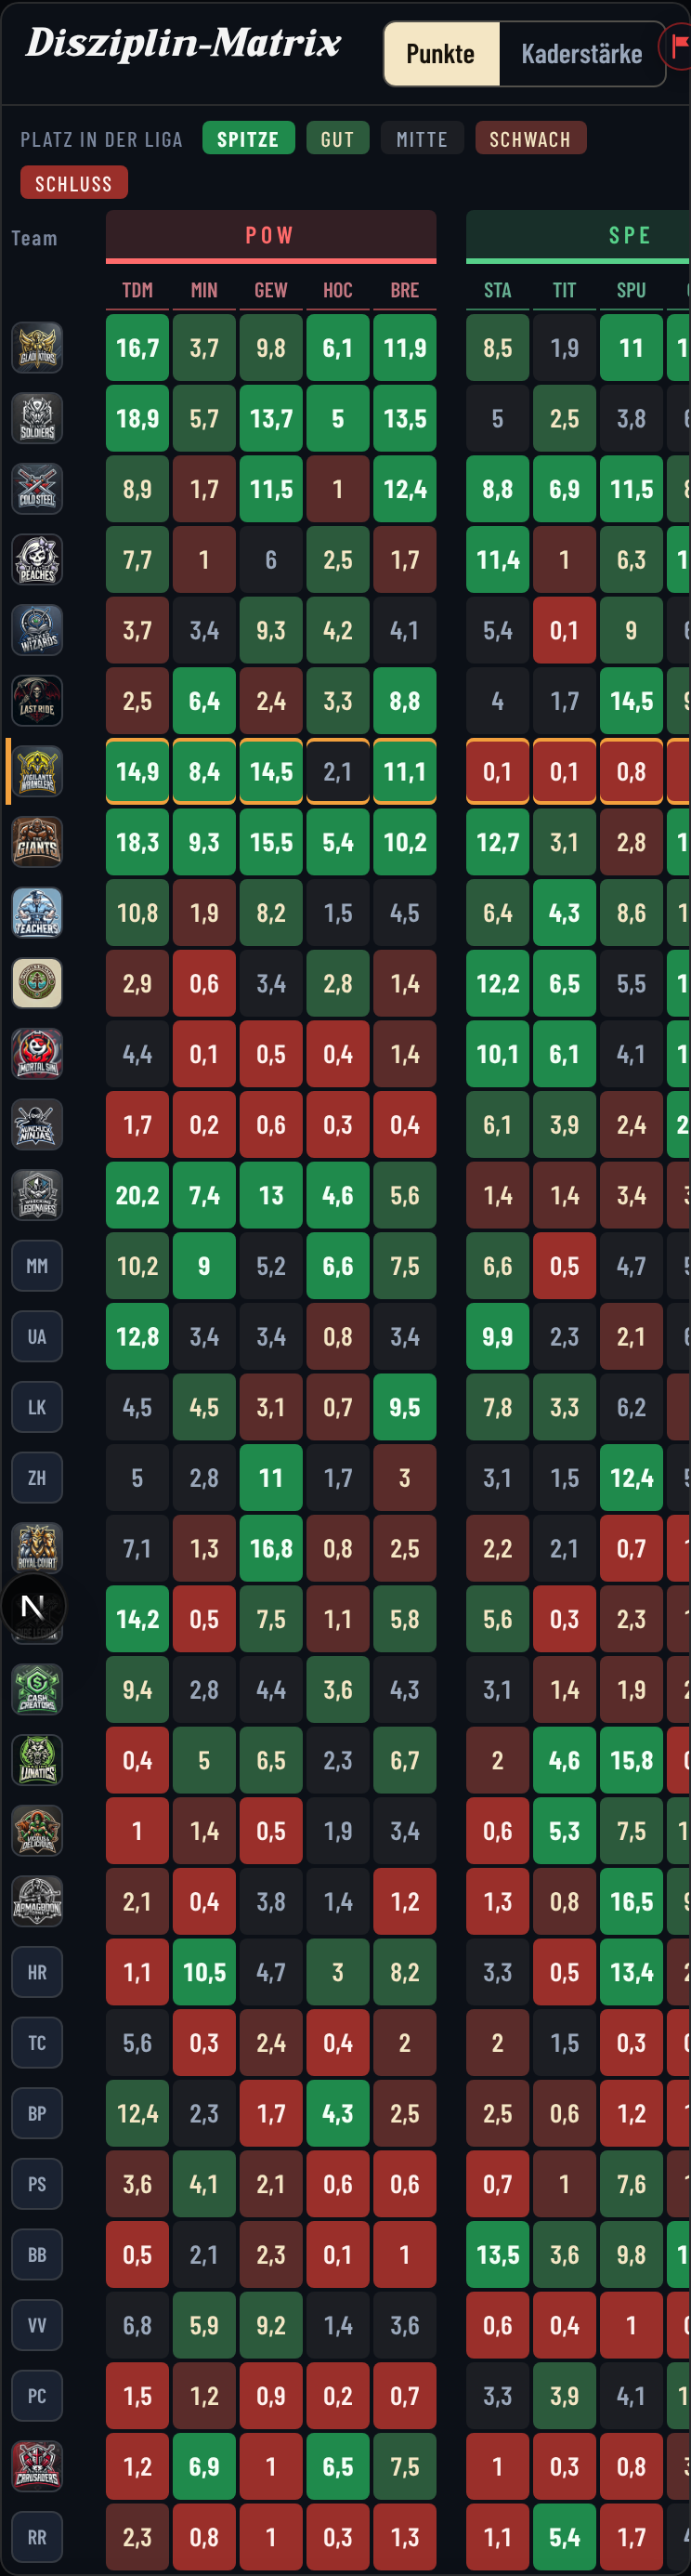 Disziplin-Matrix Punkte Kaderstärke
PLATZ IN DER LIGA SPITZE GUT MITTE SCHWACH
SCHLUSS
Team POW SPE
TDM MIN GEW HOC BRE STA TIT SPU
GLADIATORS 16,7 3,7 9,8 6,1 11,9 8,5 1,9 11
SOLDIERS 18,9 5,7 13,7 5 13,5 5 2,5 3,8
COLD STEEL 8,9 1,7 11,5 1 12,4 8,8 6,9 11,5
PEACHES 7,7 1 6 2,5 1,7 11,4 1 6,3
WIZARDS 3,7 3,4 9,3 4,2 4,1 5,4 0,1 9
LAST RIDE 2,5 6,4 2,4 3,3 8,8 4 1,7 14,5
VIGILANTE WRANGLERS 14,9 8,4 14,5 2,1 11,1 0,1 0,1 0,8
THE GIANTS 18,3 9,3 15,5 5,4 10,2 12,7 3,1 2,8
TEACHERS 10,8 1,9 8,2 1,5 4,5 6,4 4,3 8,6
2,9 0,6 3,4 2,8 1,4 12,2 6,5 5,5
MORTAL SIN 4,4 0,1 0,5 0,4 1,4 10,1 6,1 4,1
NUNCHUCK NINJAS 1,7 0,2 0,6 0,3 0,4 6,1 3,9 2,4
LEGIONARIES 20,2 7,4 13 4,6 5,6 1,4 1,4 3,4
MM 10,2 9 5,2 6,6 7,5 6,6 0,5 4,7
UA 12,8 3,4 3,4 0,8 3,4 9,9 2,3 2,1
LK 4,5 4,5 3,1 0,7 9,5 7,8 3,3 6,2
ZH 5 2,8 11 1,7 3 3,1 1,5 12,4
ROYAL COURT 7,1 1,3 16,8 0,8 2,5 2,2 2,1 0,7
N 14,2 0,5 7,5 1,1 5,8 5,6 0,3 2,3
CASH CREATORS 9,4 2,8 4,4 3,6 4,3 3,1 1,4 1,9
LUNATICS 0,4 5 6,5 2,3 6,7 2 4,6 15,8
DELICIOUS 1 1,4 0,5 1,9 3,4 0,6 5,3 7,5
ARMAGEDDON 2,1 0,4 3,8 1,4 1,2 1,3 0,8 16,5
HR 1,1 10,5 4,7 3 8,2 3,3 0,5 13,4
TC 5,6 0,3 2,4 0,4 2 2 1,5 0,3
BP 12,4 2,3 1,7 4,3 2,5 2,5 0,6 1,2
PS 3,6 4,1 2,1 0,6 0,6 0,7 1 7,6
BB 0,5 2,1 2,3 0,1 1 13,5 3,6 9,8
VV 6,8 5,9 9,2 1,4 3,6 0,6 0,4 1
PC 1,5 1,2 0,9 0,2 0,7 3,3 3,9 4,1
CRUSADERS 1,2 6,9 1 6,5 7,5 1 0,3 0,8
RR 2,3 0,8 1 0,3 1,3 1,1 5,4 1,7